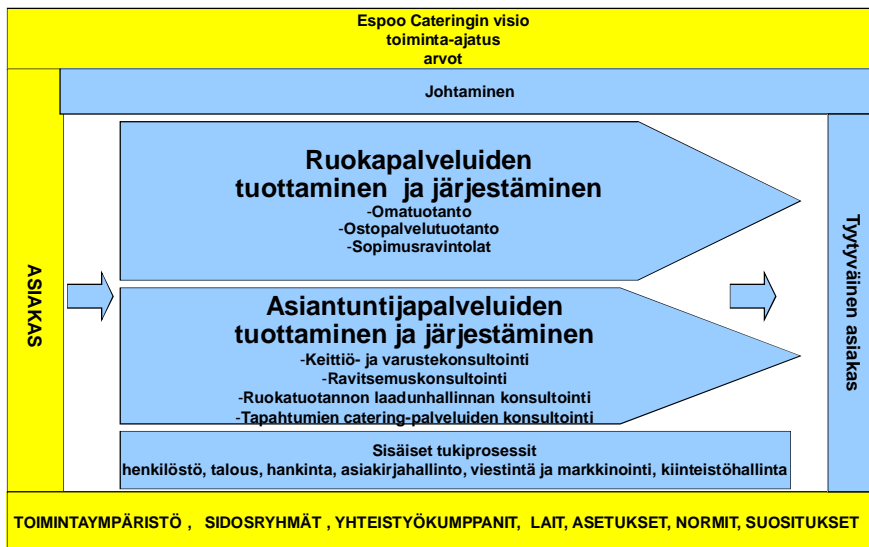 Espoo Cateringin visio
toiminta-ajatus
arvot
Johtaminen
ASIAKAS
Ruokapalveluiden
tuottaminen ja järjestäminen
-Omatuotanto
-Ostopalvelutuotanto
-Sopimusravintolat
Asiantuntijapalveluiden
tuottaminen ja järjestäminen
-Keittiö- ja varustekonsultointi
-Ravitsemuskonsultointi
-Ruokatuotannon laadunhallinnan konsultointi
-Tapahtumien catering-palveluiden konsultointi
Tyytyväinen asiakas
Sisäiset tukiprosessit
henkilöstö, talous, hankinta, asiakirjahallinto, viestintä ja markkinointi, kiinteistöhallinta
TOIMINTAYMPÄRISTÖ , SIDOSRYHMÄT , YHTEISTYÖKUMPPANIT, LAIT, ASETUKSET, NORMIT, SUOSITUKSET